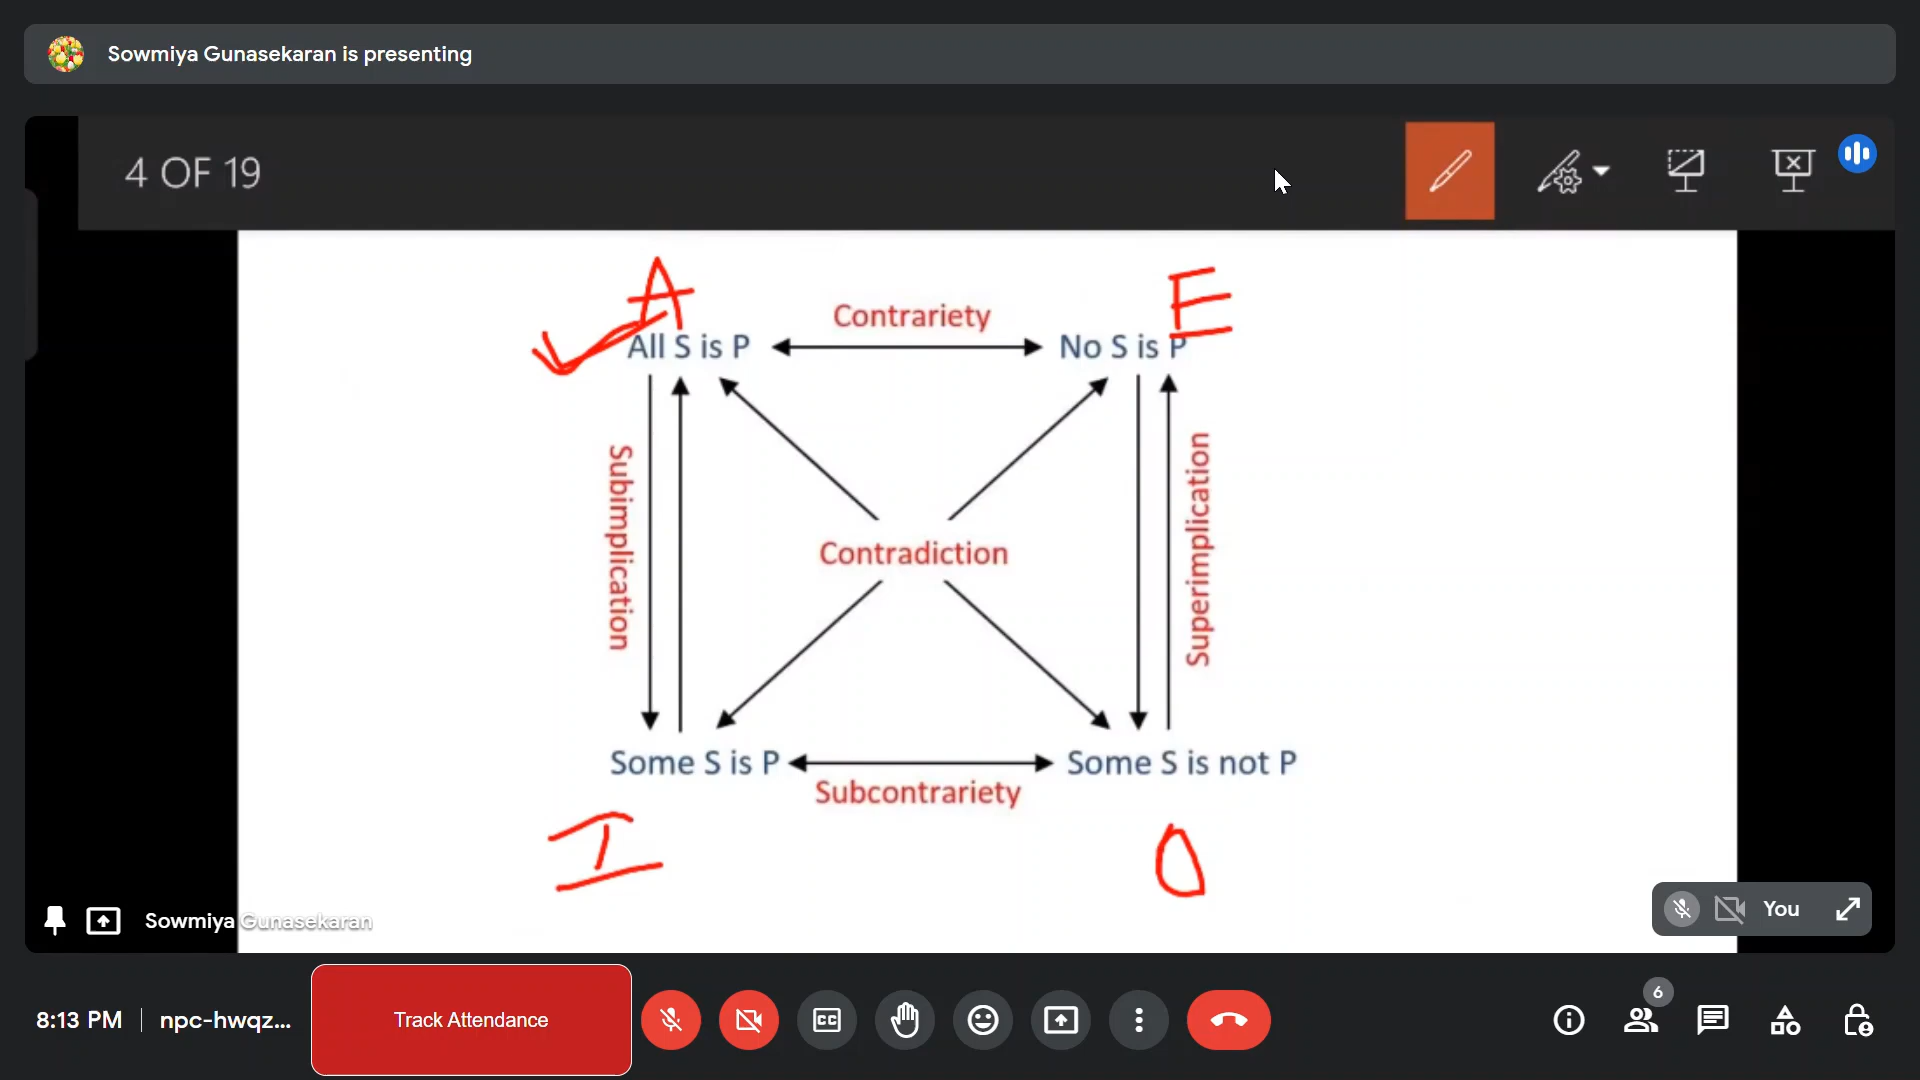 Sowmiya Gunasekaran is presenting
4 OF 19
A
E
Contrariety
All S is P
No S is P
Subimplication
Contradiction
Superimplication
Some S is P
Some S is not P
Subcontrariety
I
O
Sowmiya Gunasekaran
You
8:13 PM
npc-hwqz...
Track Attendance
CC
6